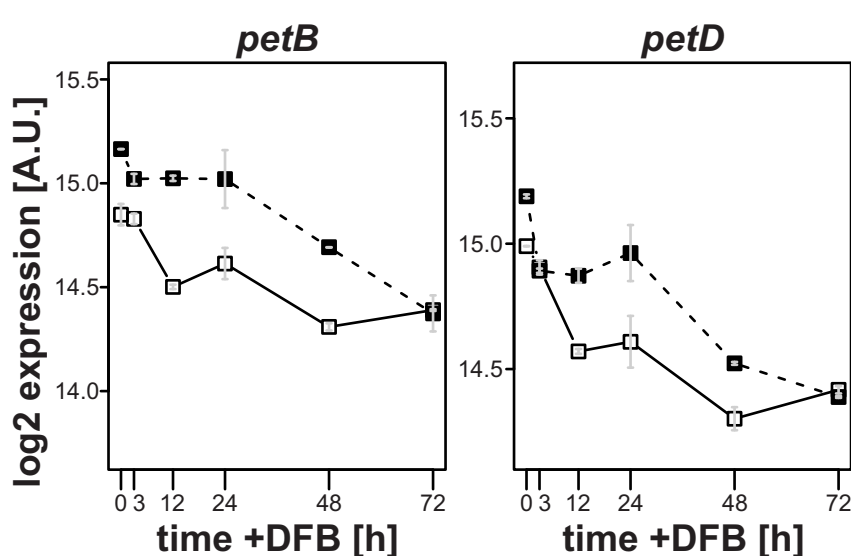 petB
petD
log2 expression [A.U.]
15.5
15.0
14.5
14.0
15.5
15.0
14.5
0 3 12 24 48 72
0 3 12 24 48 72
time +DFB [h]
time +DFB [h]